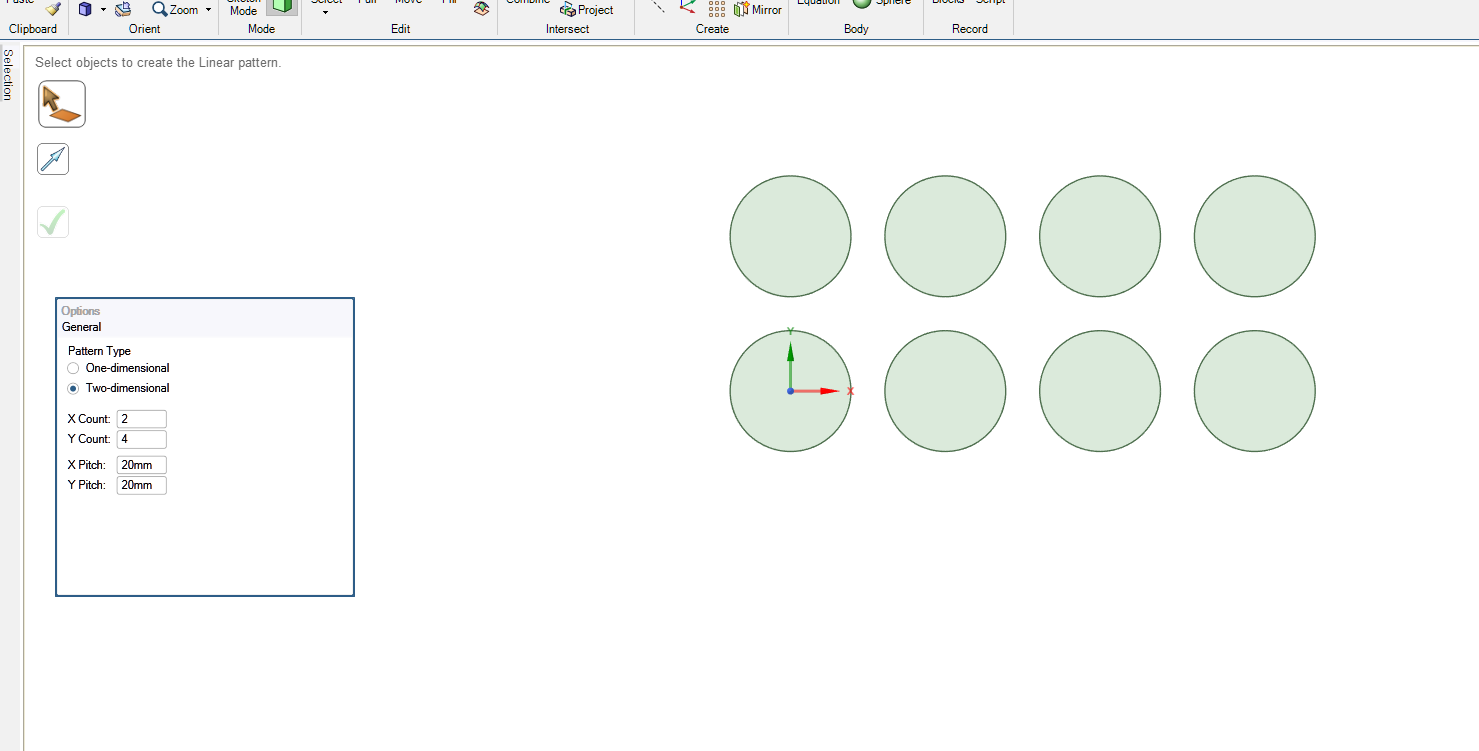 Paste
Select Pull Move Fill
Combine
Equation Sphere
Blocks Script
Zoom
Sketch
Mode
Project
Mirror
Clipboard Orient Mode Edit Intersect Create Body Record
Selection
Select objects to create the Linear pattern.
Options
General
Pattern Type
One-dimensional
Two-dimensional
X Count: 2
Y Count: 4
X Pitch: 20mm
Y Pitch: 20mm
Y
X